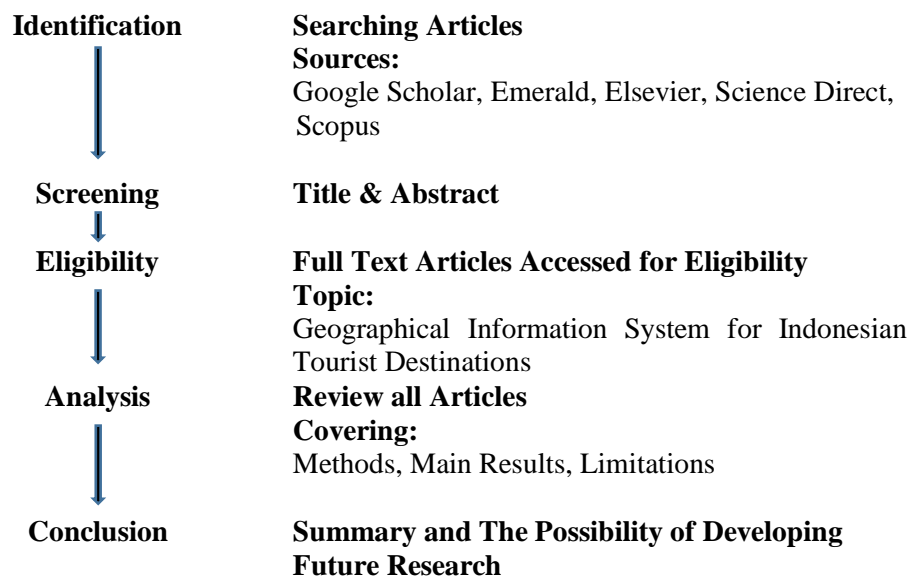 Identification Searching Articles
Sources:
Google Scholar, Emerald, Elsevier, Science Direct,
Scopus
Screening Title & Abstract
Eligibility Full Text Articles Accessed for Eligibility
Topic:
Geographical Information System for Indonesian
Tourist Destinations
Analysis Review all Articles
Covering:
Methods, Main Results, Limitations
Conclusion Summary and The Possibility of Developing
Future Research